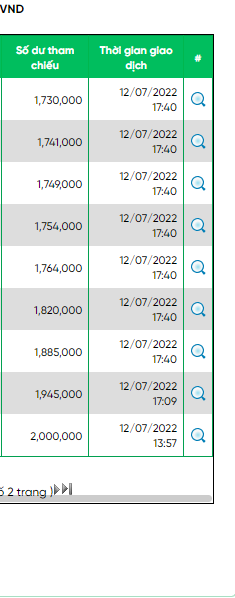 VND
Số dư tham chiếu Thời gian giao dịch #
1,730,000 12/07/2022 17:40
1,741,000 12/07/2022 17:40
1,749,000 12/07/2022 17:40
1,754,000 12/07/2022 17:40
1,764,000 12/07/2022 17:40
1,820,000 12/07/2022 17:40
1,885,000 12/07/2022 17:40
1,945,000 12/07/2022 17:09
2,000,000 12/07/2022 13:57
ố 2 trang )